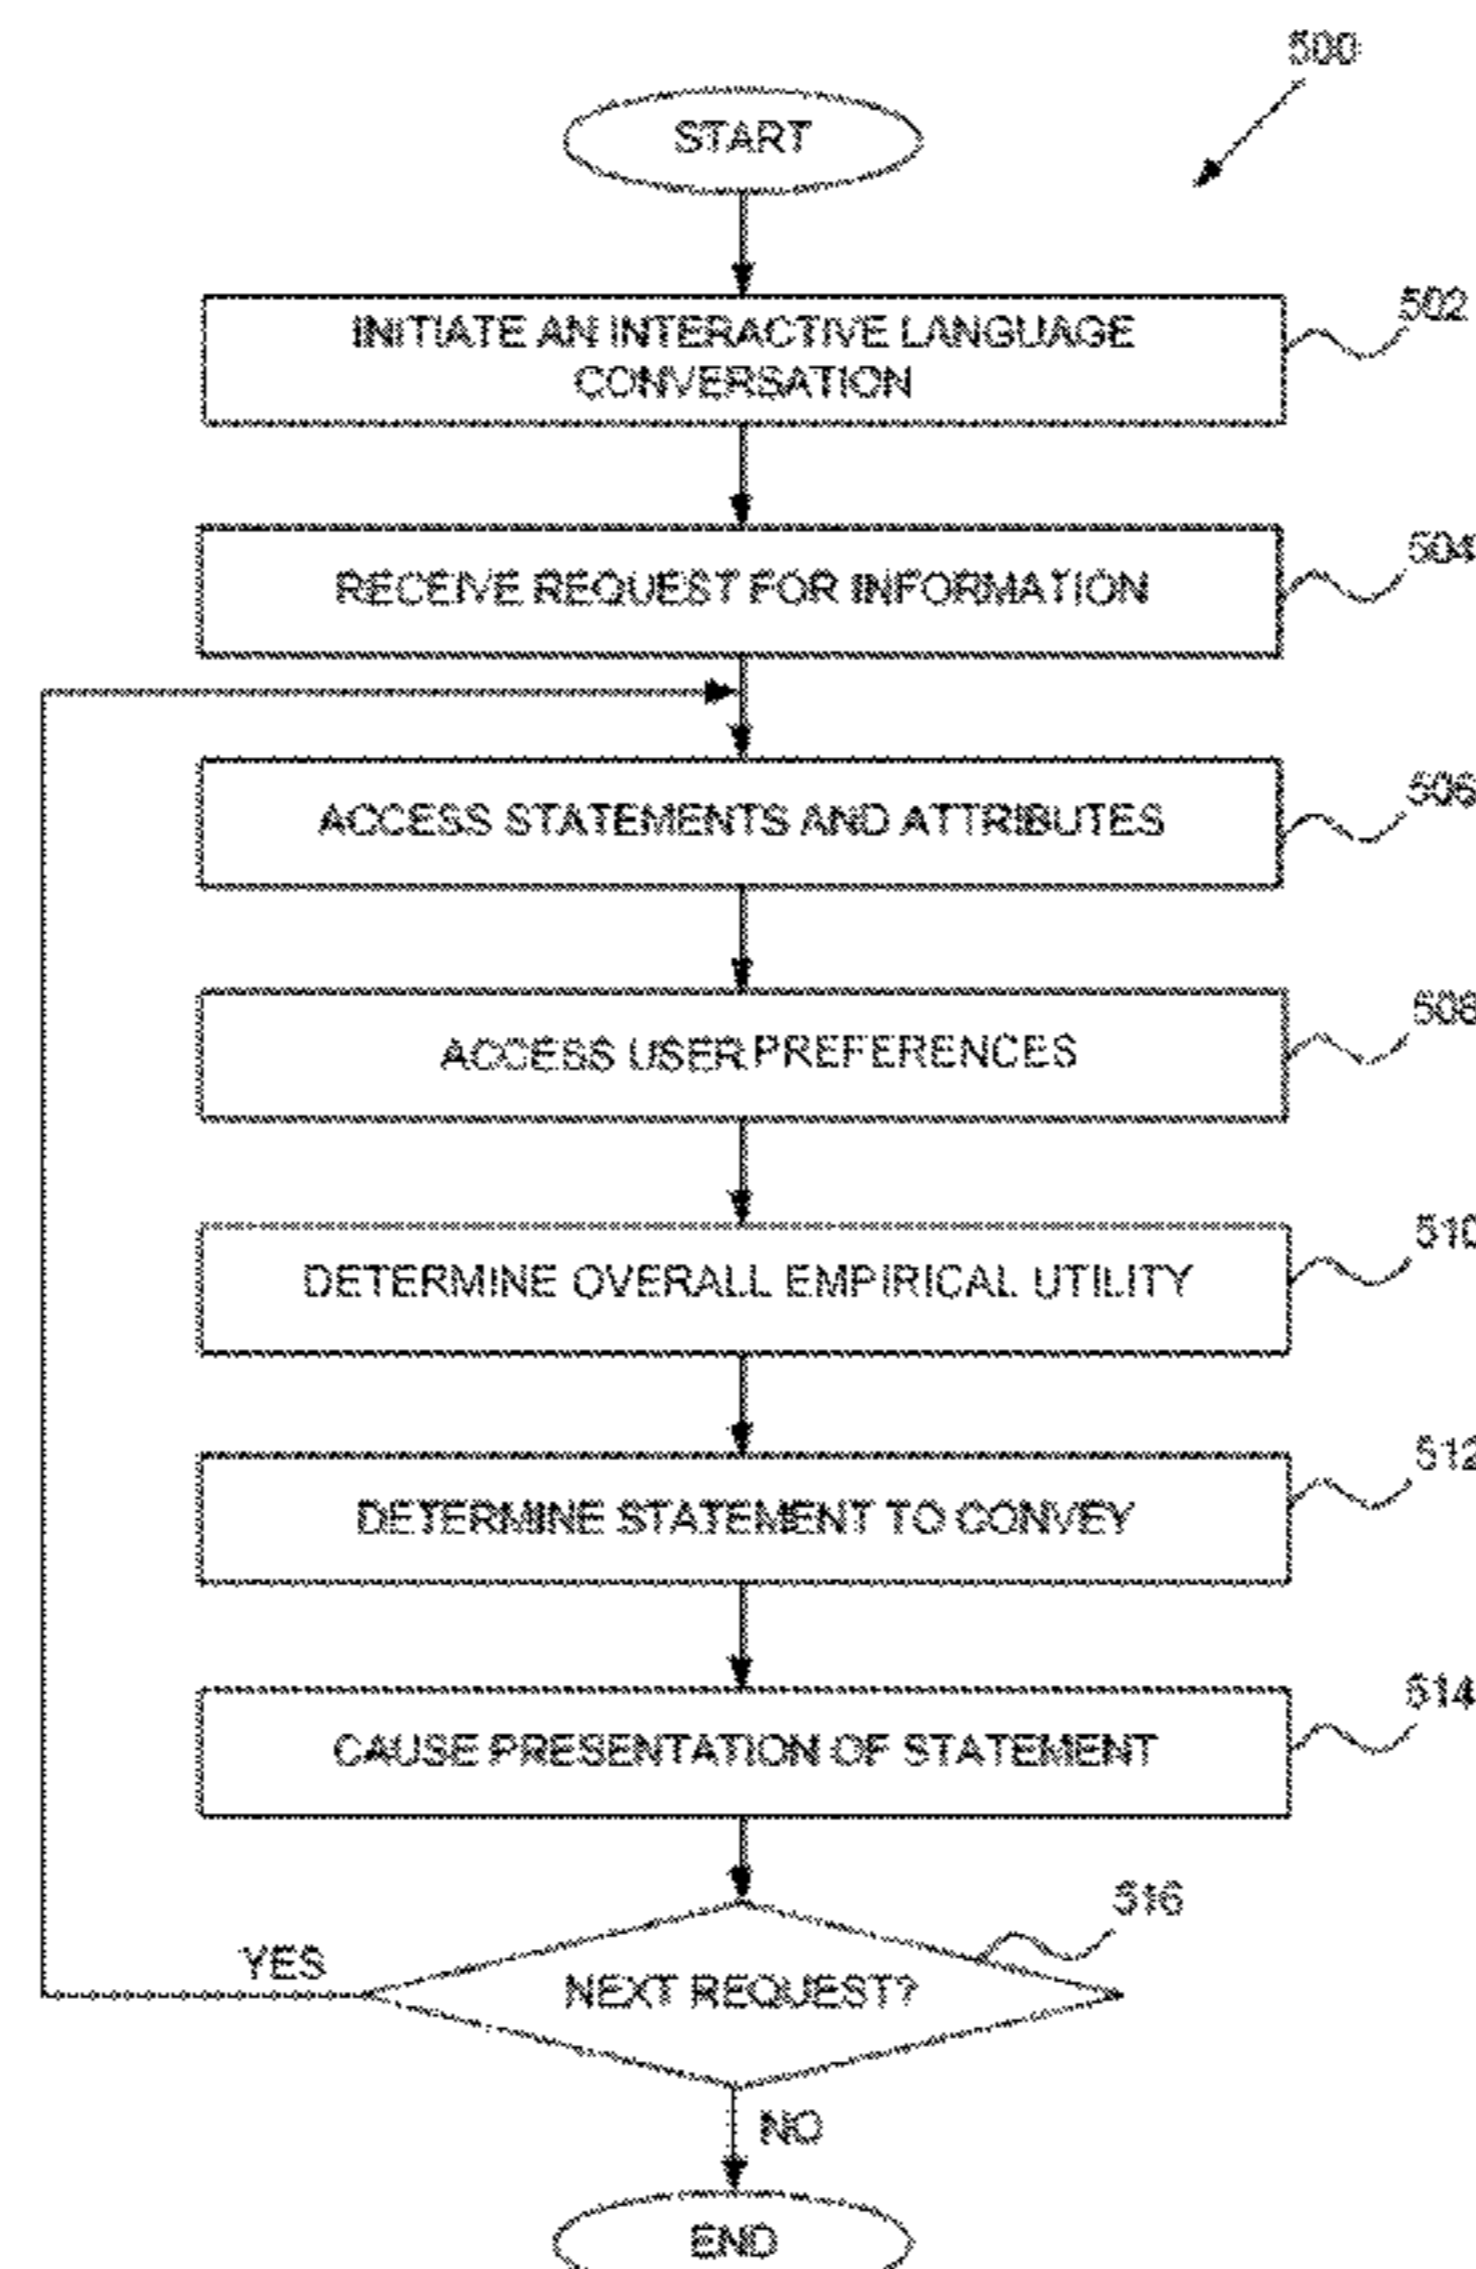 500
START
INITIATE AN INTERACTIVE LANGUAGE
CONVERSATION
502
RECEIVE REQUEST FOR INFORMATION
504
ACCESS STATEMENTS AND ATTRIBUTES
506
ACCESS USER PREFERENCES
508
DETERMINE OVERALL EMPIRICAL UTILITY
510
DETERMINE STATEMENT TO CONVEY
512
CAUSE PRESENTATION OF STATEMENT
514
516
YES
NEXT REQUEST?
NO
END